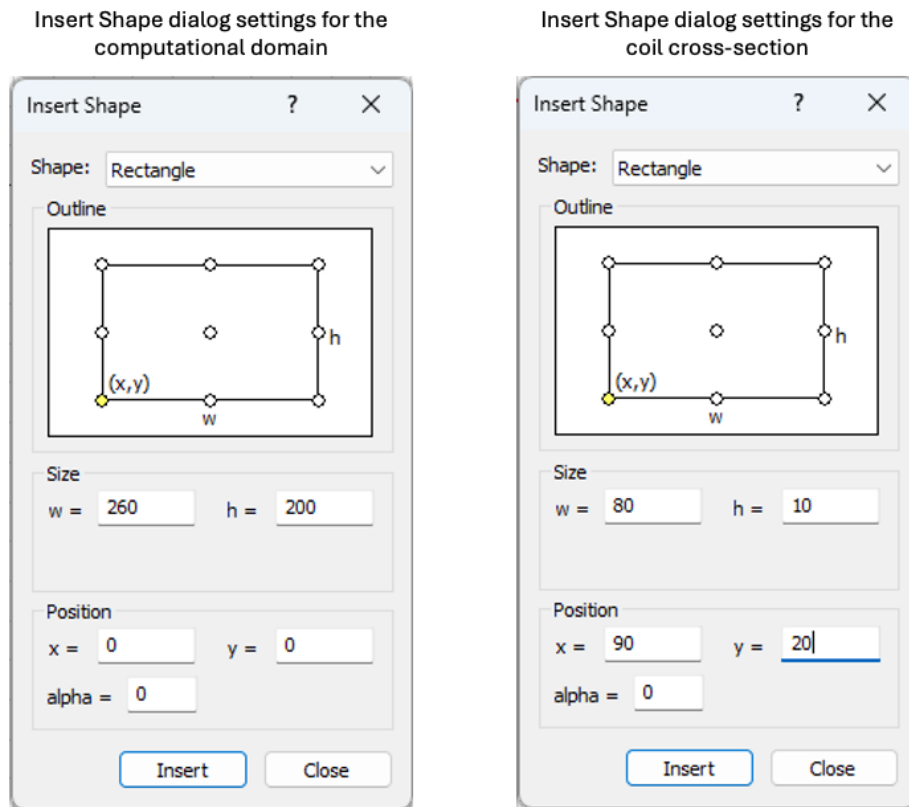 Insert Shape dialog settings for the
computational domain
Insert Shape ? ×
Shape: Rectangle
Outline
(x,y)
h
w
Size
w = 260 h = 200
Position
x = 0 y = 0
alpha = 0
Insert Close
Insert Shape dialog settings for the
coil cross-section
Insert Shape ? ×
Shape: Rectangle
Outline
(x,y)
h
w
Size
w = 80 h = 10
Position
x = 90 y = 20
alpha = 0
Insert Close